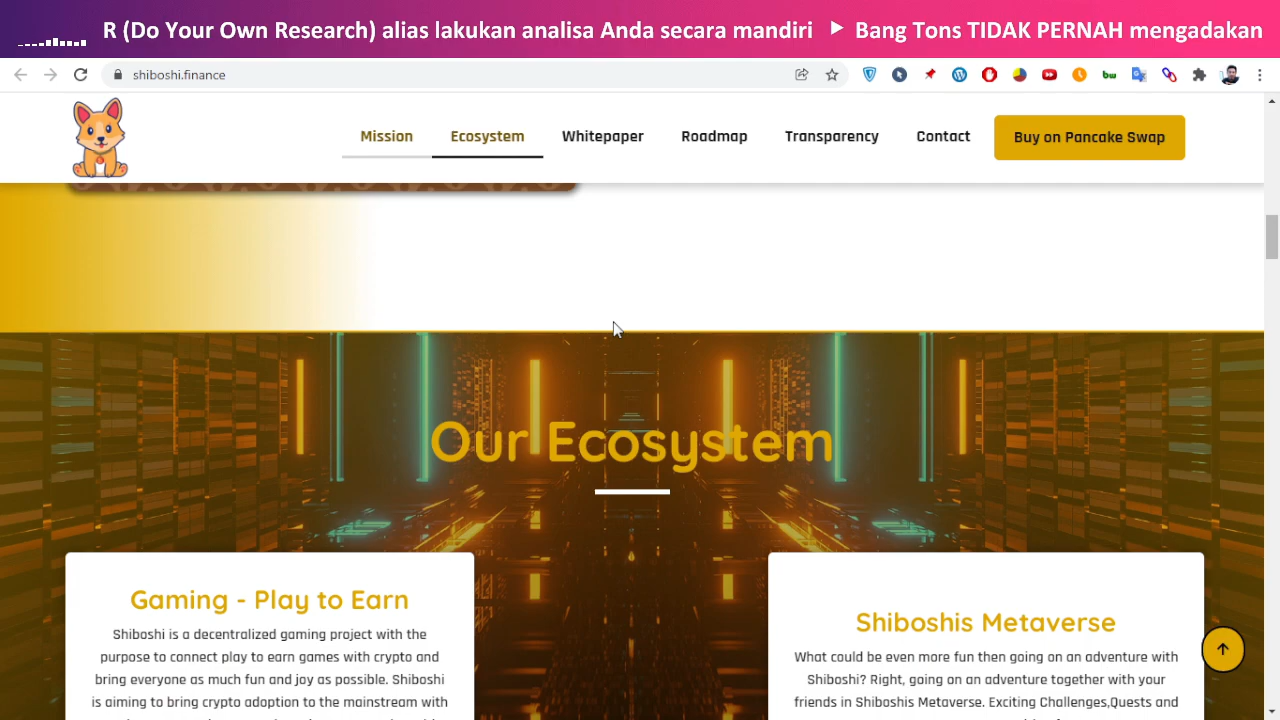 R (Do Your Own Research) alias lakukan analisa Anda secara mandiri ▶ Bang Tons TIDAK PERNAH mengadakan
shiboshi.finance
Mission Ecosystem Whitepaper Roadmap Transparency Contact Buy on Pancake Swap
Our Ecosystem
Gaming - Play to Earn
Shiboshi is a decentralized gaming project with the
purpose to connect play to earn games with crypto and
bring everyone as much fun and joy as possible. Shiboshi
is aiming to bring crypto adoption to the mainstream with
Shiboshis Metaverse
What could be even more fun then going on an adventure with
Shiboshi? Right, going on an adventure together with your
friends in Shiboshis Metaverse. Exciting Challenges,Quests and